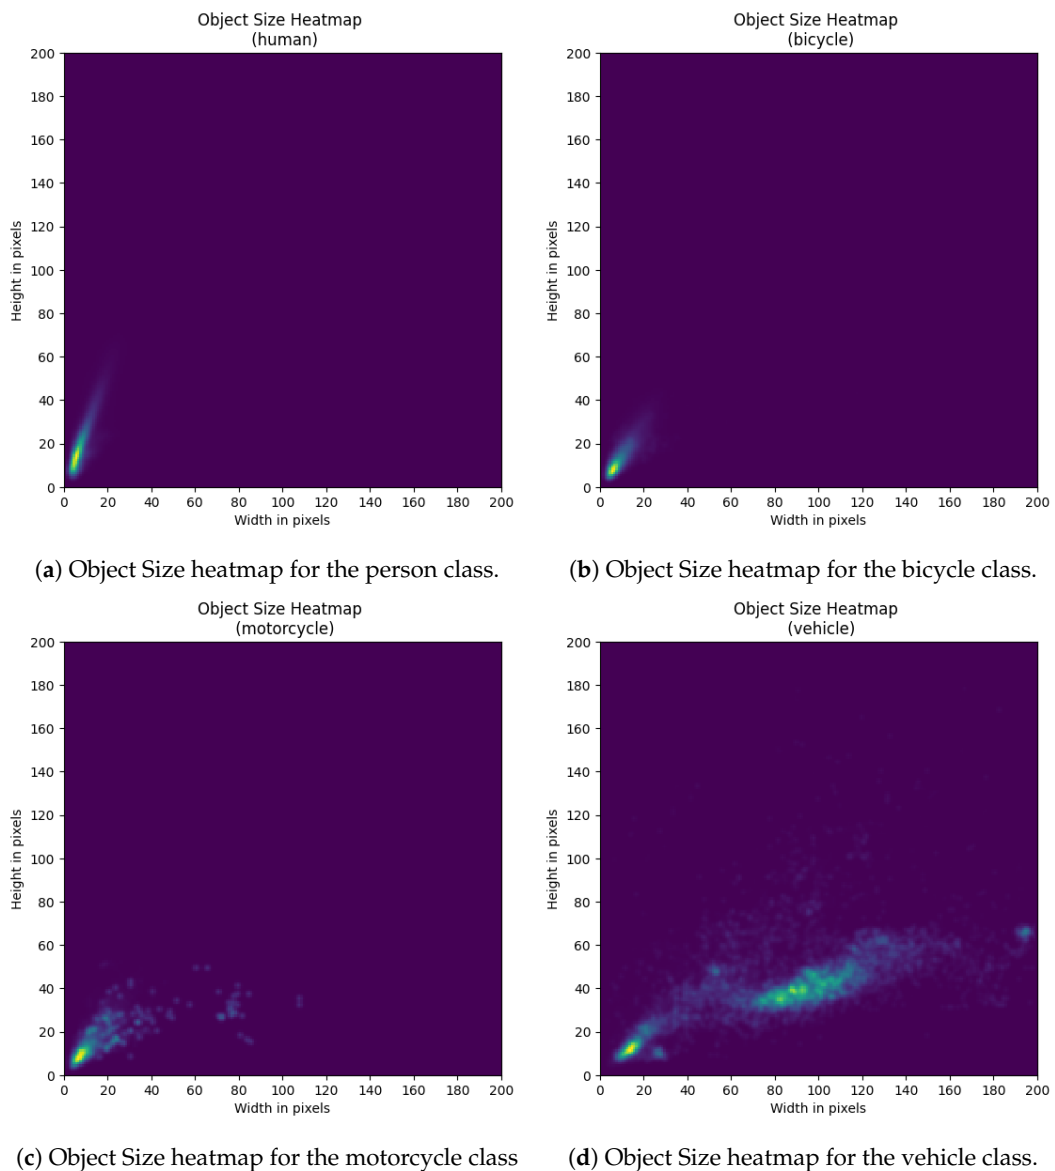 Object Size Heatmap
(human)
200
180
160
140
120
100
80
60
40
20
0
Height in pixels
0 20 40 60 80 100 120 140 160 180 200
Width in pixels
(a) Object Size heatmap for the person class.
Object Size Heatmap
(bicycle)
200
180
160
140
120
100
80
60
40
20
0
Height in pixels
0 20 40 60 80 100 120 140 160 180 200
Width in pixels
(b) Object Size heatmap for the bicycle class.
Object Size Heatmap
(motorcycle)
200
180
160
140
120
100
80
60
40
20
0
Height in pixels
0 20 40 60 80 100 120 140 160 180 200
Width in pixels
(c) Object Size heatmap for the motorcycle class
Object Size Heatmap
(vehicle)
200
180
160
140
120
100
80
60
40
20
0
Height in pixels
0 20 40 60 80 100 120 140 160 180 200
Width in pixels
(d) Object Size heatmap for the vehicle class.